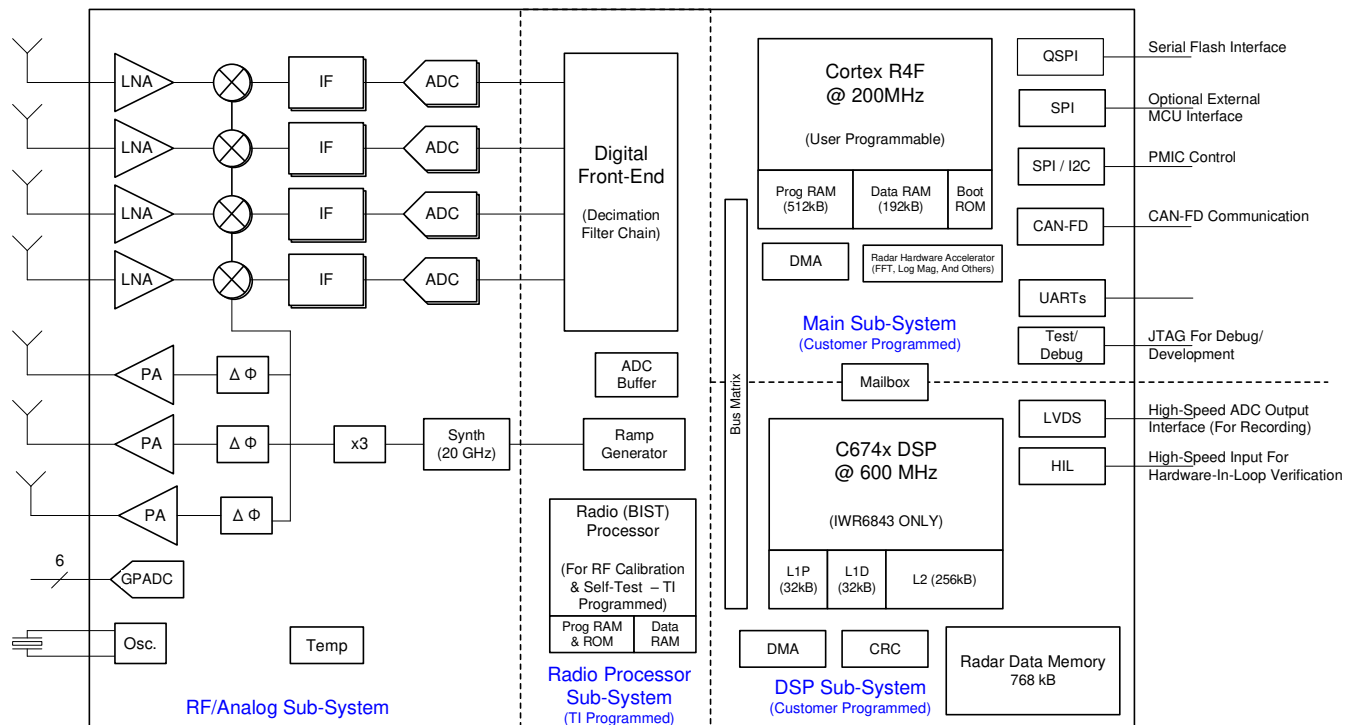 LNA
IF
ADC
LNA
IF
ADC
LNA
IF
ADC
LNA
IF
ADC
Digital
Front-End
(Decimation
Filter Chain)
PA
Δ Φ
PA
Δ Φ
PA
Δ Φ
x3
Synth
(20 GHz)
ADC
Buffer
Ramp
Generator
6
GPADC
Osc.
Temp
RF/Analog Sub-System
Radio (BIST)
Processor
(For RF Calibration
& Self-Test – TI
Programmed)
Prog RAM
& ROM
Data
RAM
Radio Processor
Sub-System
(TI Programmed)
Bus Matrix
Cortex R4F
@ 200MHz
(User Programmable)
Prog RAM
(512kB)
Data RAM
(192kB)
Boot
ROM
DMA
Radar Hardware Accelerator
(FFT, Log Mag, And Others)
Main Sub-System
(Customer Programmed)
Mailbox
C674x DSP
@ 600 MHz
(IWR6843 ONLY)
L1P
(32kB)
L1D
(32kB)
L2 (256kB)
DMA
CRC
Radar Data Memory
768 kB
DSP Sub-System
(Customer Programmed)
QSPI
Serial Flash Interface
SPI
Optional External
MCU Interface
SPI / I2C
PMIC Control
CAN-FD
CAN-FD Communication
UARTs
Test/
Debug
JTAG For Debug/
Development
LVDS
High-Speed ADC Output
Interface (For Recording)
HIL
High-Speed Input For
Hardware-In-Loop Verification